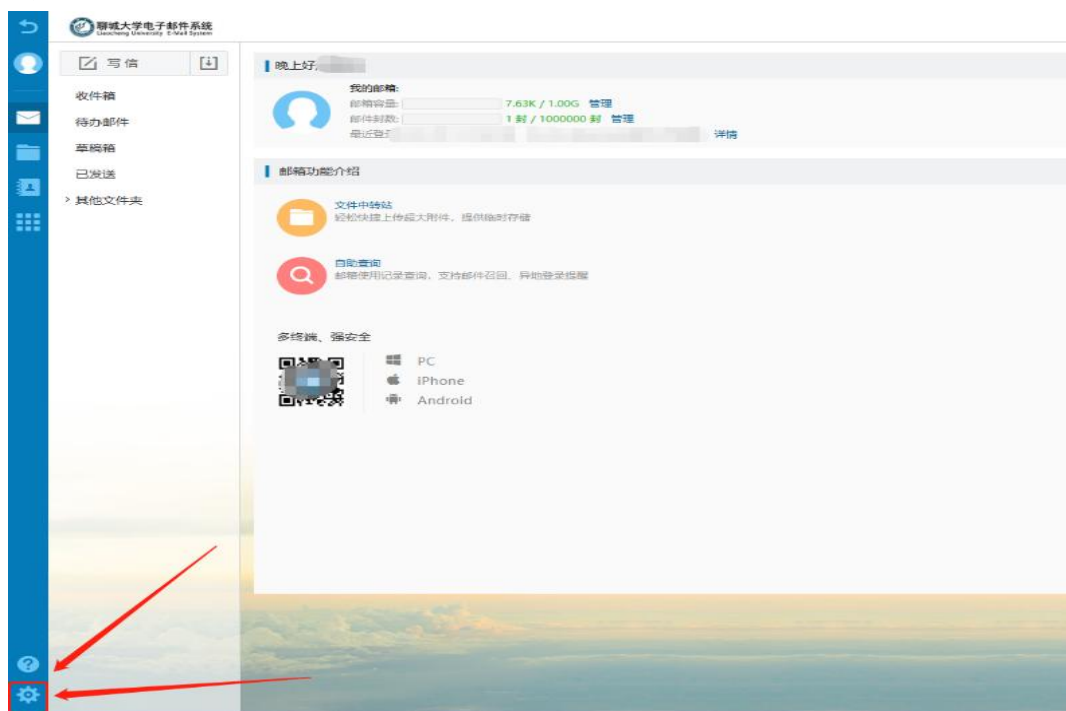 聊城大学电子邮件系统
Liaocheng University E-Mail System
写信
收件箱
待办邮件
草稿箱
已发送
其他文件夹
晚上好
我的邮箱:
邮箱容量: 7.63K / 1.00G 管理
邮件封数: 1 封 / 1000000 封 管理
最近登录 详情
邮箱功能介绍
文件中转站
轻松快捷上传超大附件、提供临时存储
自助查询
邮箱使用记录查询、支持邮件召回、异地登录提醒
多终端、强安全
PC
iPhone
Android